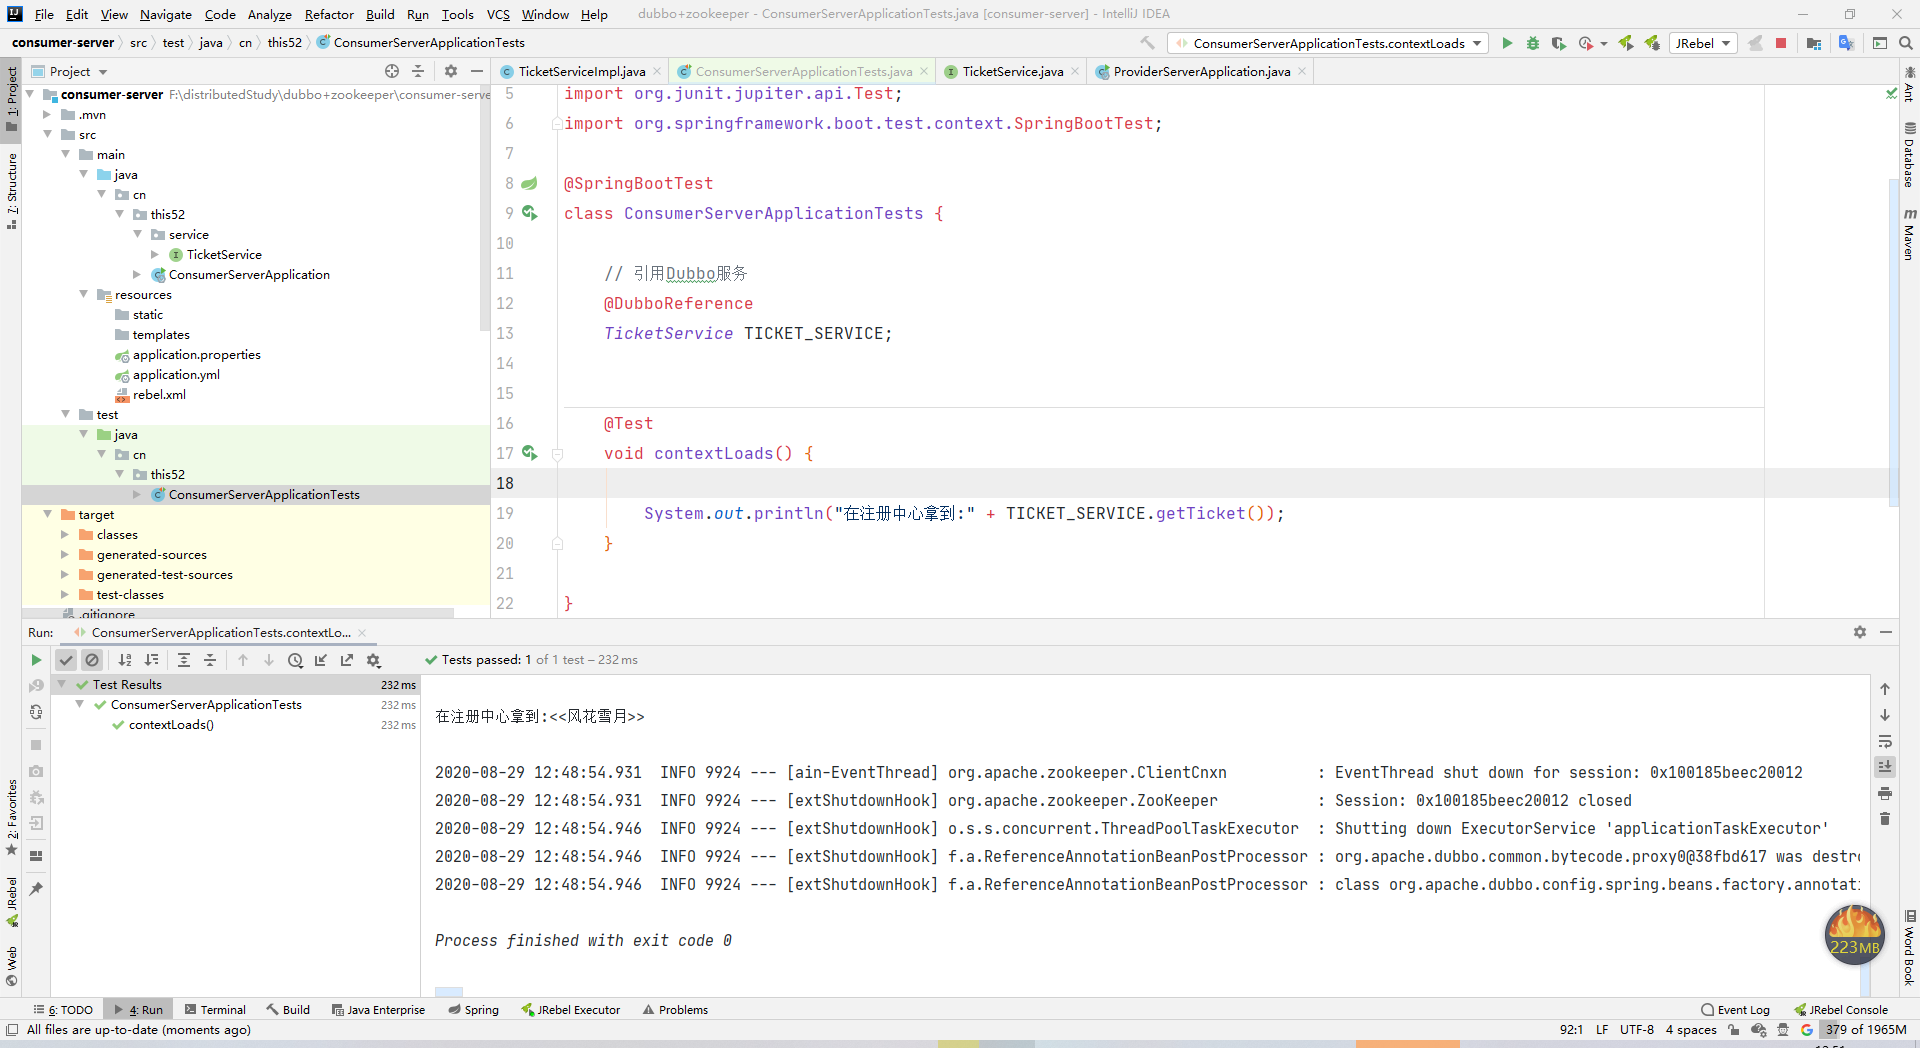 File Edit View Navigate Code Analyze Refactor Build Run Tools VCS Window Help dubbo+zookeeper - ConsumerServerApplicationTests.java [consumer-server] - IntelliJ IDEA
consumer-server src test java cn this52 ConsumerServerApplicationTests ConsumerServerApplicationTests.contextLoads JRebel
Project TicketServiceImpl.java ConsumerServerApplicationTests.java TicketService.java ProviderServerApplication.java
1: Project
7: Structure
2: Favorites
JRebel
Web
consumer-server F:\distributedStudy\dubbo+zookeeper\consumer-serve
.mvn
src
main
java
cn
this52
service
TicketService
ConsumerServerApplication
resources
static
templates
application.properties
application.yml
rebel.xml
test
java
cn
this52
ConsumerServerApplicationTests
target
classes
generated-sources
generated-test-sources
test-classes
.gitignore
5 import org.junit.jupiter.api.Test;
6 import org.springframework.boot.test.context.SpringBootTest;
7
8 @SpringBootTest
9 class ConsumerServerApplicationTests {
10
11 // 引用Dubbo服务
12 @DubboReference
13 TicketService TICKET_SERVICE;
14
15
16 @Test
17 void contextLoads() {
18
19 System.out.println("在注册中心拿到:" + TICKET_SERVICE.getTicket());
20 }
21
22 }
Ant
Database
m Maven
Word Book
Run: ConsumerServerApplicationTests.contextLo...
Tests passed: 1 of 1 test – 232 ms
Test Results 232 ms
ConsumerServerApplicationTests 232 ms
contextLoads() 232 ms
在注册中心拿到:<<风花雪月>>
2020-08-29 12:48:54.931 INFO 9924 --- [ain-EventThread] org.apache.zookeeper.ClientCnxn : EventThread shut down for session: 0x100185beec20012
2020-08-29 12:48:54.931 INFO 9924 --- [extShutdownHook] org.apache.zookeeper.ZooKeeper : Session: 0x100185beec20012 closed
2020-08-29 12:48:54.946 INFO 9924 --- [extShutdownHook] o.s.s.concurrent.ThreadPoolTaskExecutor : Shutting down ExecutorService 'applicationTaskExecutor'
2020-08-29 12:48:54.946 INFO 9924 --- [extShutdownHook] f.a.ReferenceAnnotationBeanPostProcessor : org.apache.dubbo.common.bytecode.proxy0@38fbd617 was destro
2020-08-29 12:48:54.946 INFO 9924 --- [extShutdownHook] f.a.ReferenceAnnotationBeanPostProcessor : class org.apache.dubbo.config.spring.beans.factory.annotati
Process finished with exit code 0
223MB
6: TODO 4: Run Terminal Build Java Enterprise Spring JRebel Executor Problems Event Log JRebel Console
All files are up-to-date (moments ago) 92:1 LF UTF-8 4 spaces 379 of 1965M